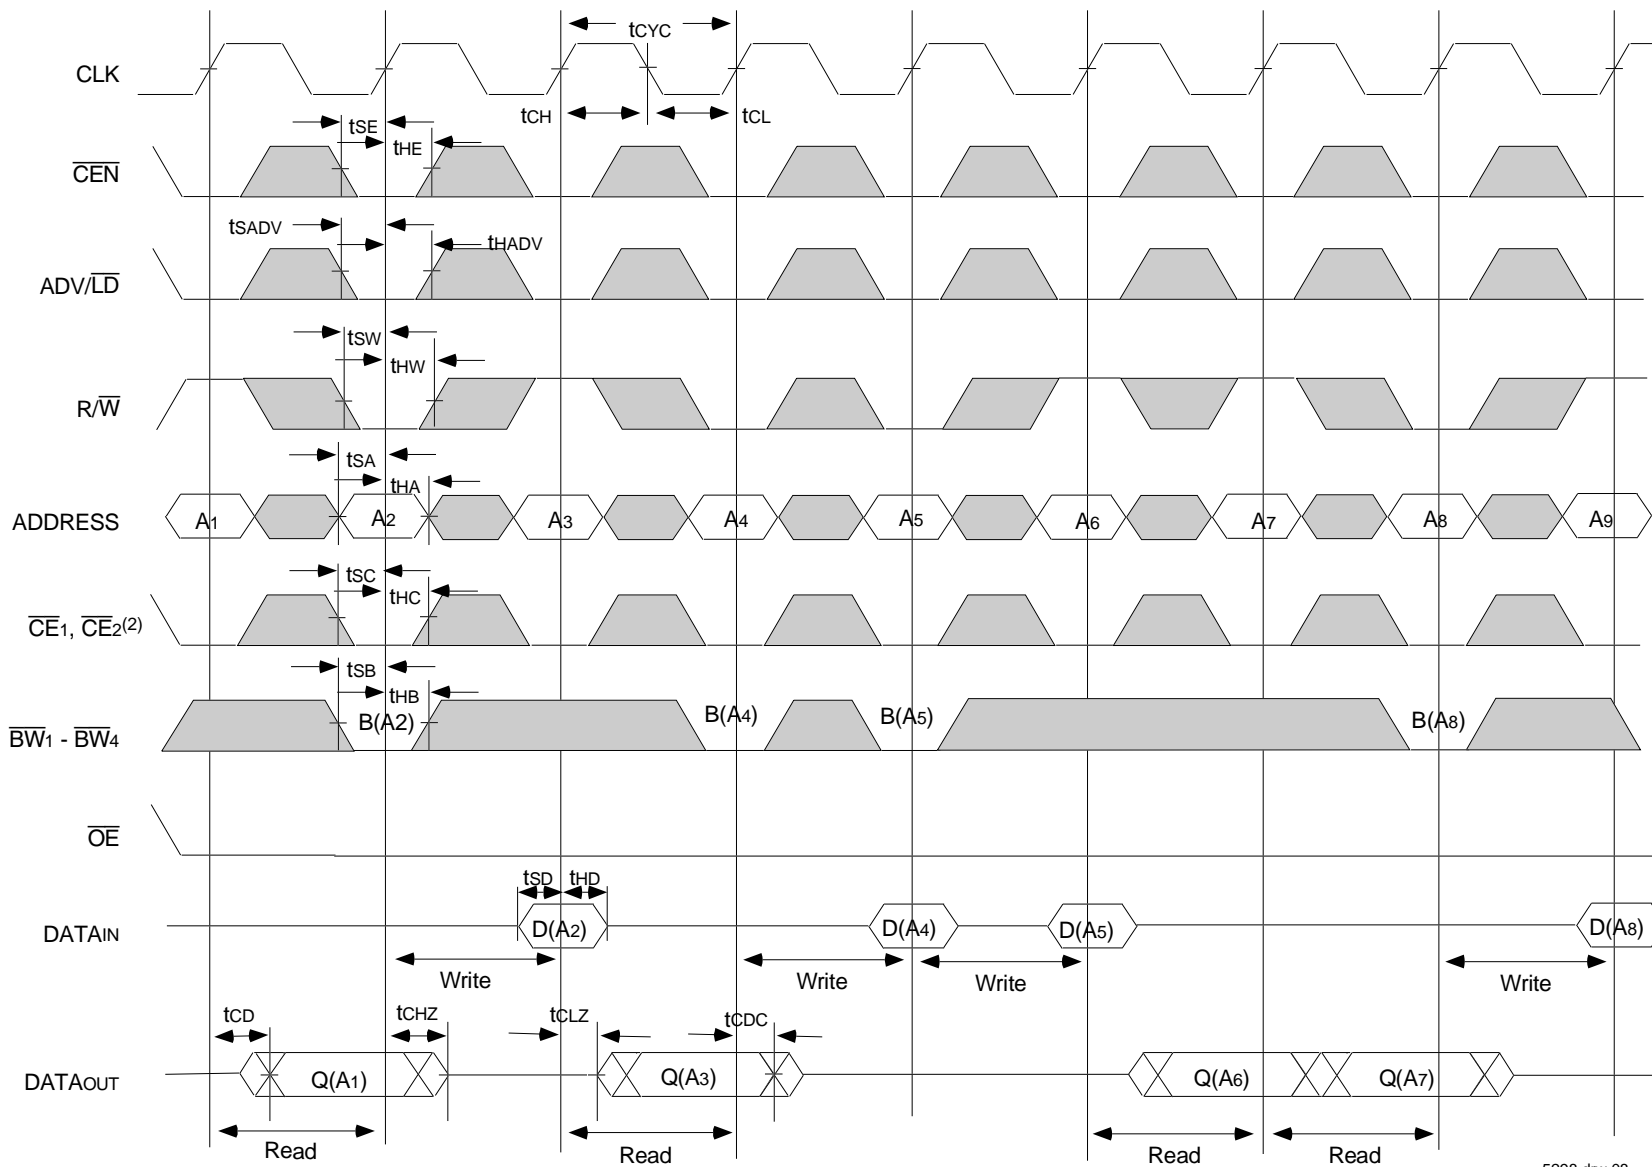 tCYC
CLK
tCH
tCL
tSE
tHE
CEN
tSADV
tHADV
ADV/LD
tSW
tHW
R/W
tSA
tHA
ADDRESS
A1 A2 A3 A4 A5 A6 A7 A8 A9
tSC
tHC
CE1, CE2(2)
tSB
tHB
B(A2) B(A4) B(A5) B(A8)
BW1 - BW4
OE
tSD tHD
DATAIN
D(A2) D(A4) D(A5) D(A8)
Write Write Write Write
tCD tCHZ tCLZ tCDC
DATAOUT
Q(A1) Q(A3) Q(A6) Q(A7)
Read Read Read Read